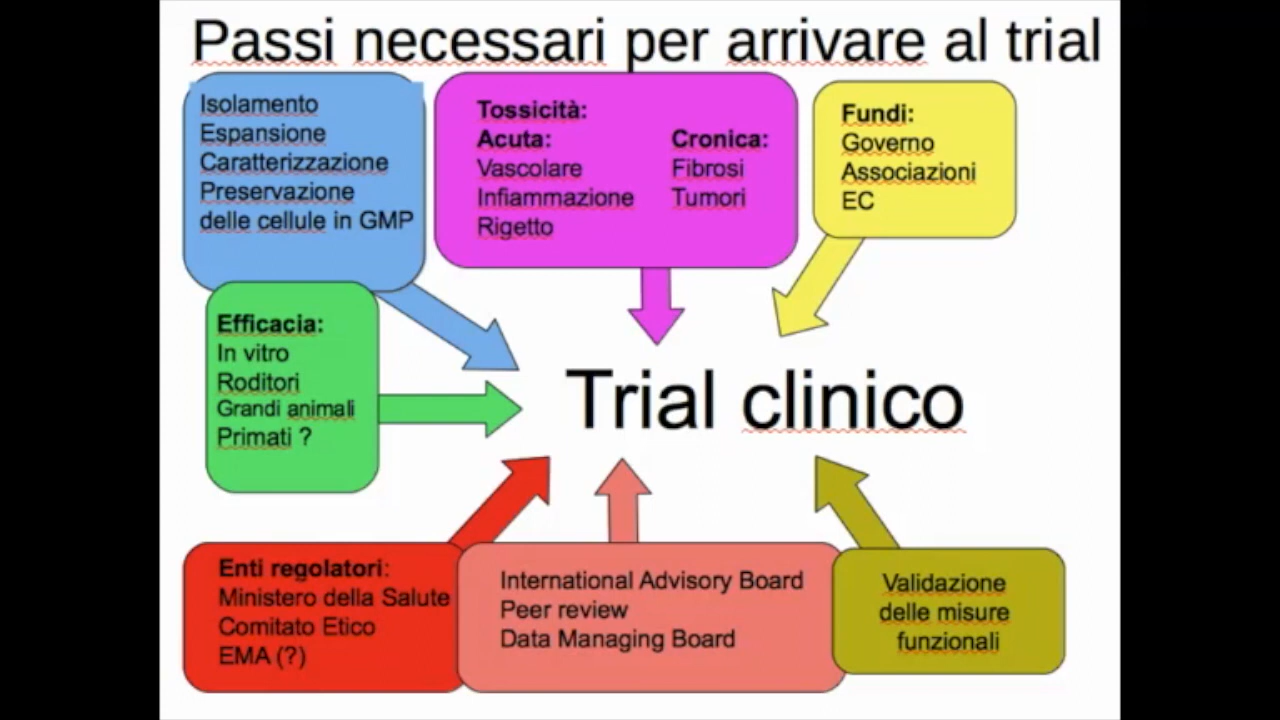 Passi necessari per arrivare al trial
Isolamento
Espansione
Caratterizzazione
Preservazione
delle cellule in GMP
Tossicità:
Acuta:
Vascolare
Infiammazione
Rigetto
Cronica:
Fibrosi
Tumori
Fundi:
Governo
Associazioni
EC
Efficacia:
In vitro
Roditori
Grandi animali
Primati ?
Trial clinico
Enti regolatori:
Ministero della Salute
Comitato Etico
EMA (?)
International Advisory Board
Peer review
Data Managing Board
Validazione
delle misure
funzionali